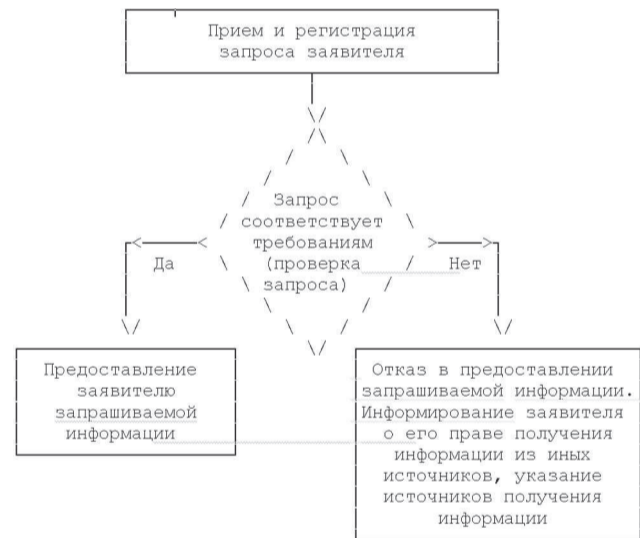 Прием и регистрация
запроса заявителя
Запрос
соответствует
требованиям
Да
(проверка
Нет
запроса)
Предоставление
заявителю
запрашиваемой
информации
Отказ в предоставлении
запрашиваемой информации.
Информирование заявителя
о его праве получения
информации из иных
источников, указание
источников получения
информации